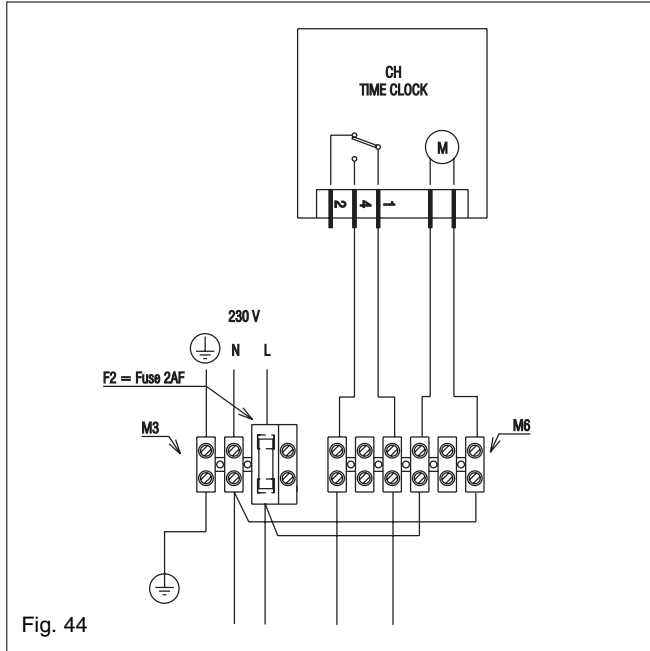 CH
TIME CLOCK
M
2 4 1
230 V
N L
F2 = Fuse 2AF
M3
M6
Fig. 44